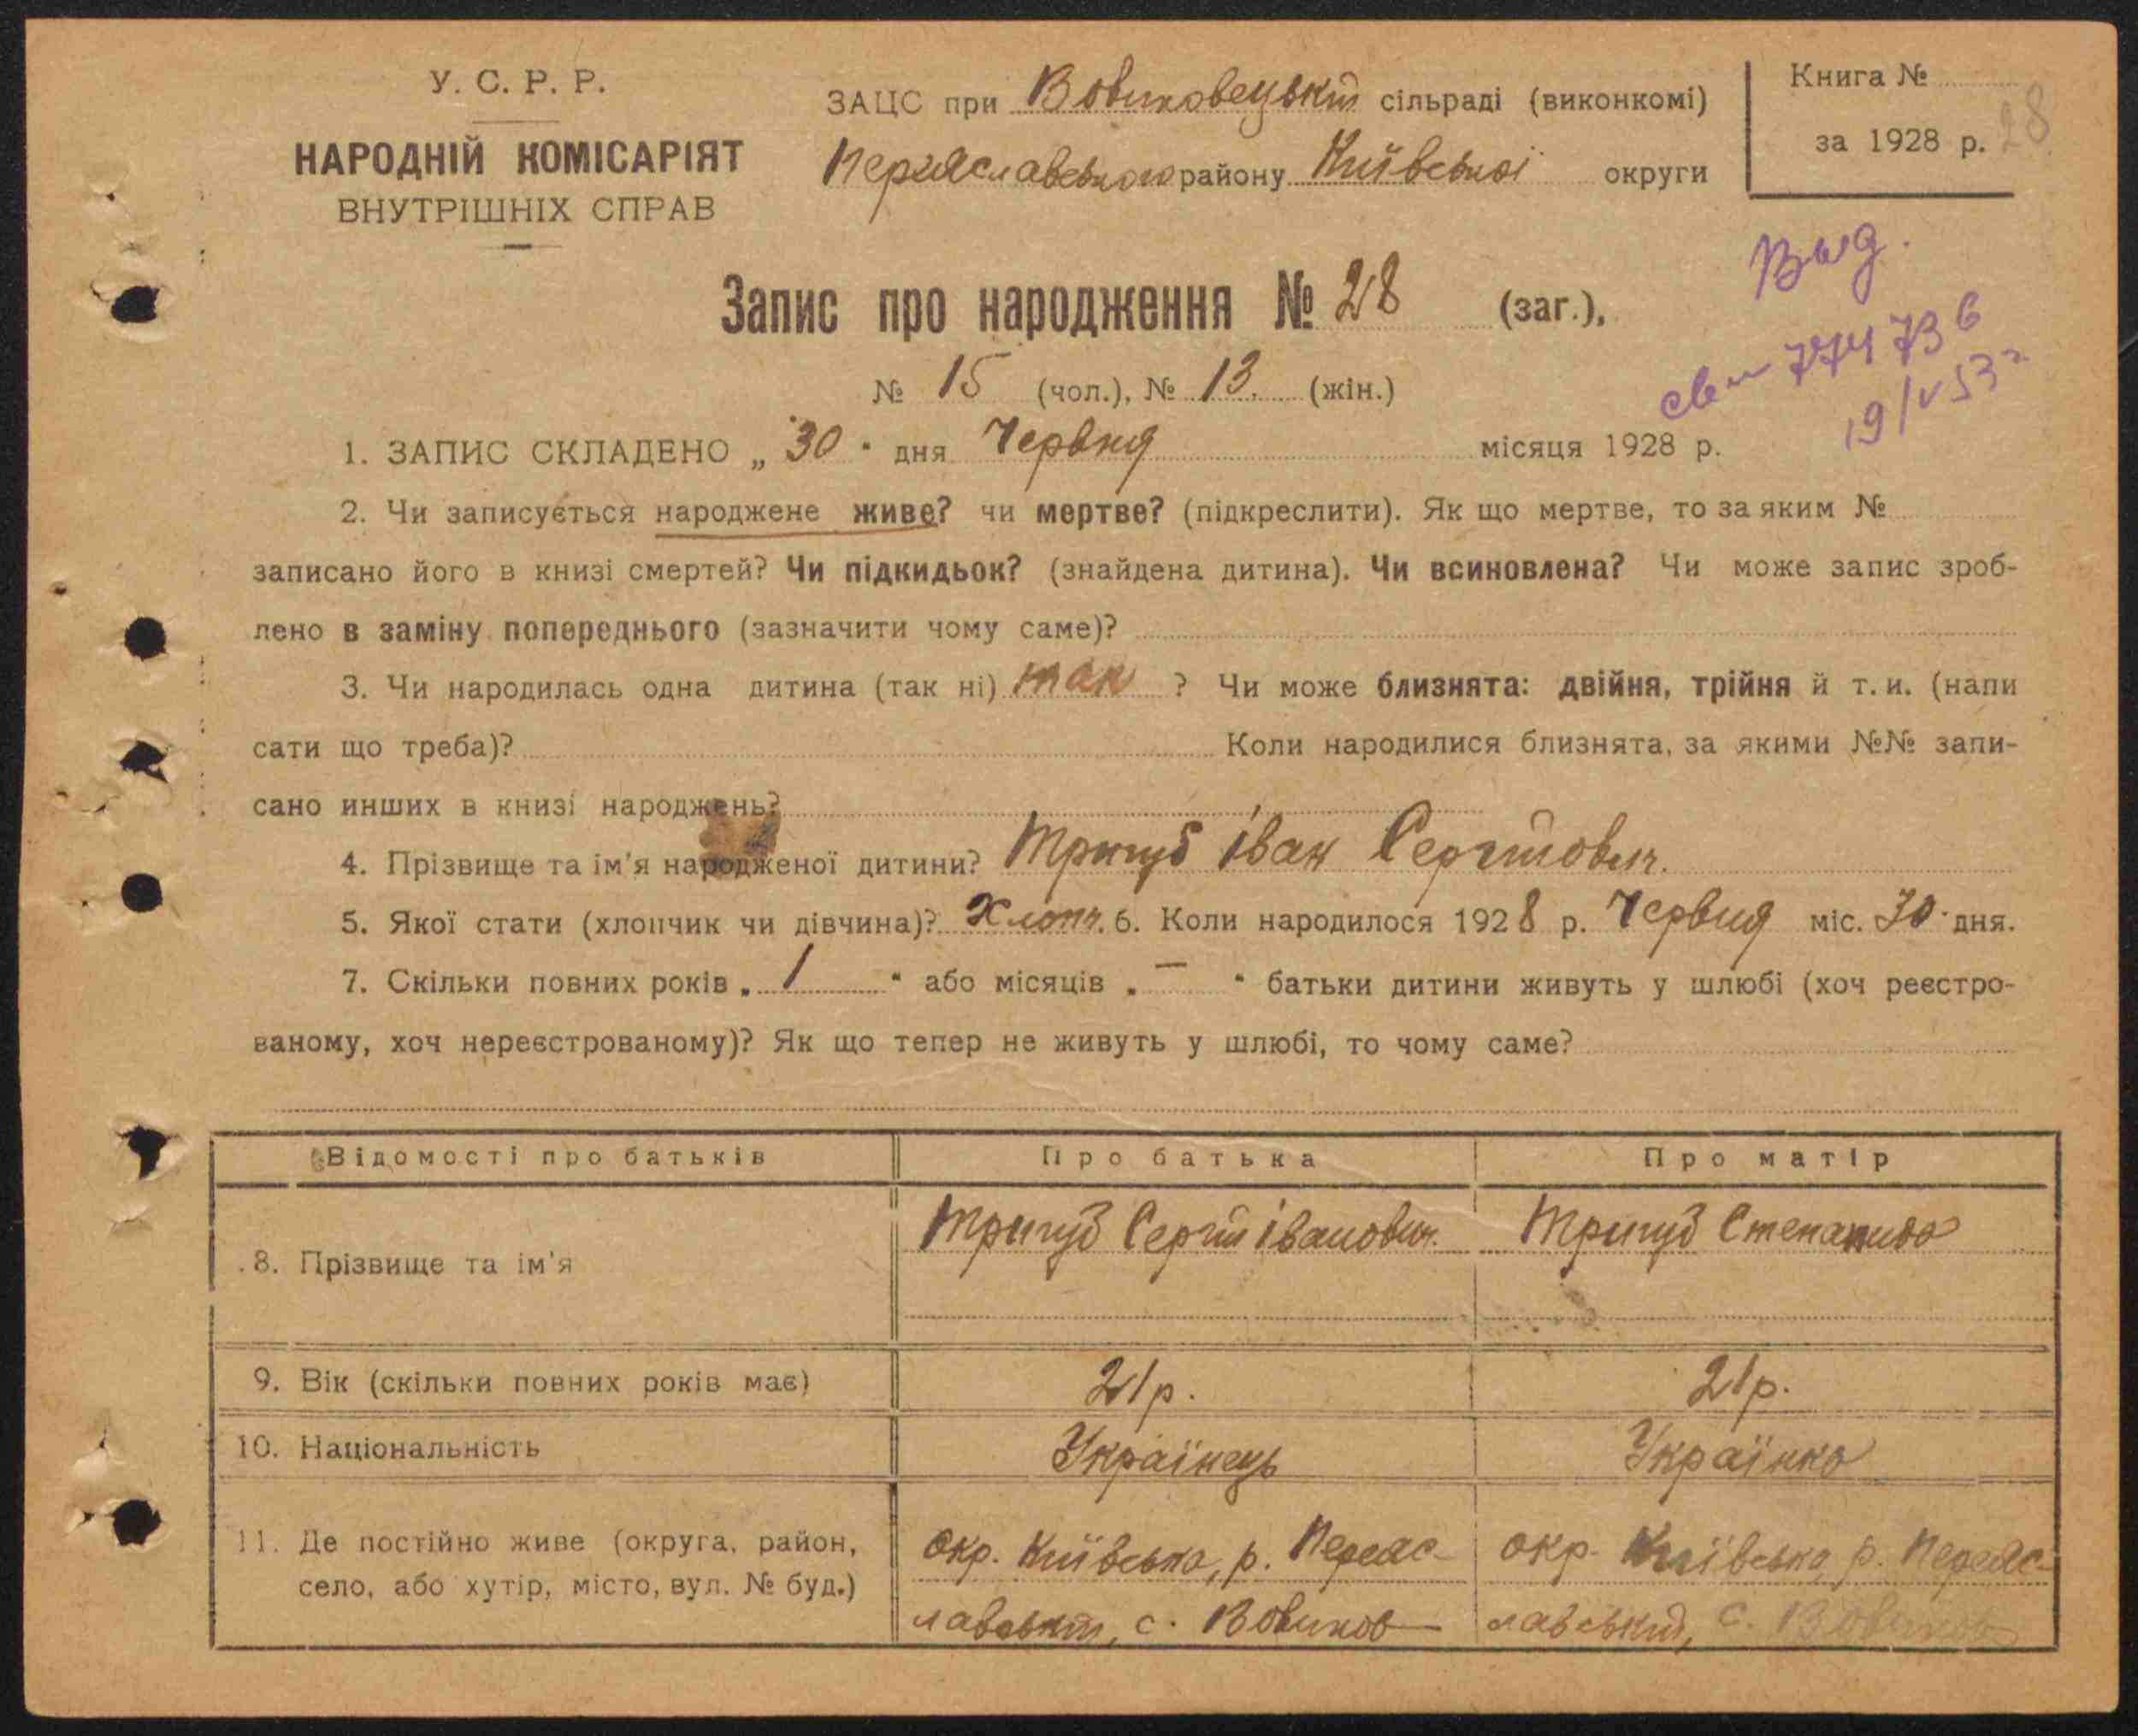 У. С. Р. Р.
НАРОДНІЙ КОМІСАРІЯТ
ВНУТРІШНІХ СПРАВ
ЗАЦС при Вовчковецькій сільраді (виконкомі)
Переяславського району Київської округи
Книга №
за 1928 р.
28
Запис про народження № 28 (заг.),
Выд.
№ 15 (чол.), № 13. (жін.)
1. ЗАПИС СКЛАДЕНО „ 30 " дня Червня місяця 1928 р.
2. Чи записується народжене живе? чи мертве? (підкреслити). Як що мертве, то за яким №
записано його в книзі смертей? Чи підкидьок? (знайдена дитина). Чи всиновлена? Чи може запис зроб-
лено в заміну попереднього (зазначити чому саме)?
3. Чи народилась одна дитина (так ні) так ? Чи може близнята: двійня, трійня й т. и. (напи
сати що треба)? Коли народилися близнята, за якими №№ запи-
сано инших в книзі народжень?
4. Прізвище та ім'я народженої дитини? Тригуб Іван Сергійович.
5. Якої стати (хлопчик чи дівчина)? Хлопч. 6. Коли народилося 1928 р. Червня міс. 30 дня.
7. Скільки повних років „ 1 " або місяців „ — " батьки дитини живуть у шлюбі (хоч реєстро-
ваному, хоч нереєстрованому)? Як що тепер не живуть у шлюбі, то чому саме?
Відомості про батьків Про батька Про матір
8. Прізвище та ім'я Тригуб Сергій Іванович. Тригуб Степанида
9. Вік (скільки повних років має) 21 р. 21 р.
10. Національність Українець Українка
11. Де постійно живе (округа, район, окр. Київська, р. Переяс- окр. Київська, р. Переяс-
село, або хутір, місто, вул. № буд.) лавський, с. Вовчков лавський, с. Вовчков